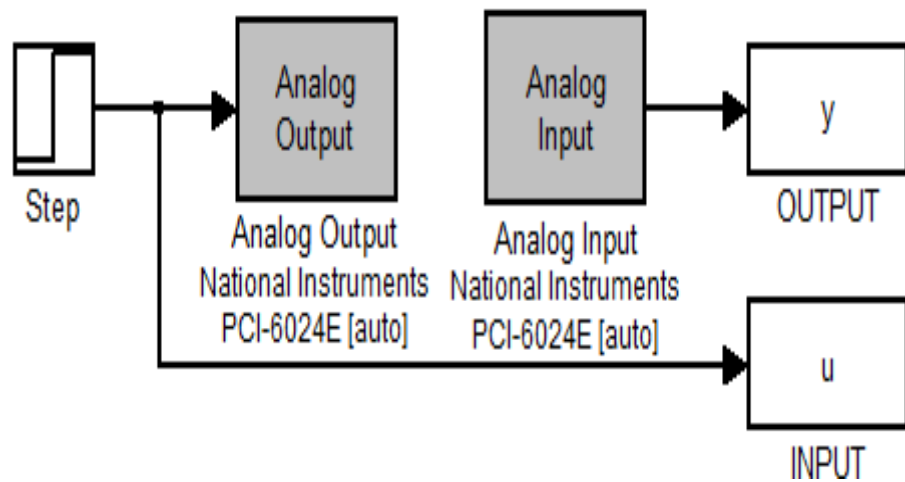 Analog
Output
Analog
Input
y
Step
OUTPUT
Analog Output
National Instruments
PCI-6024E [auto]
Analog Input
National Instruments
PCI-6024E [auto]
u
INPUT